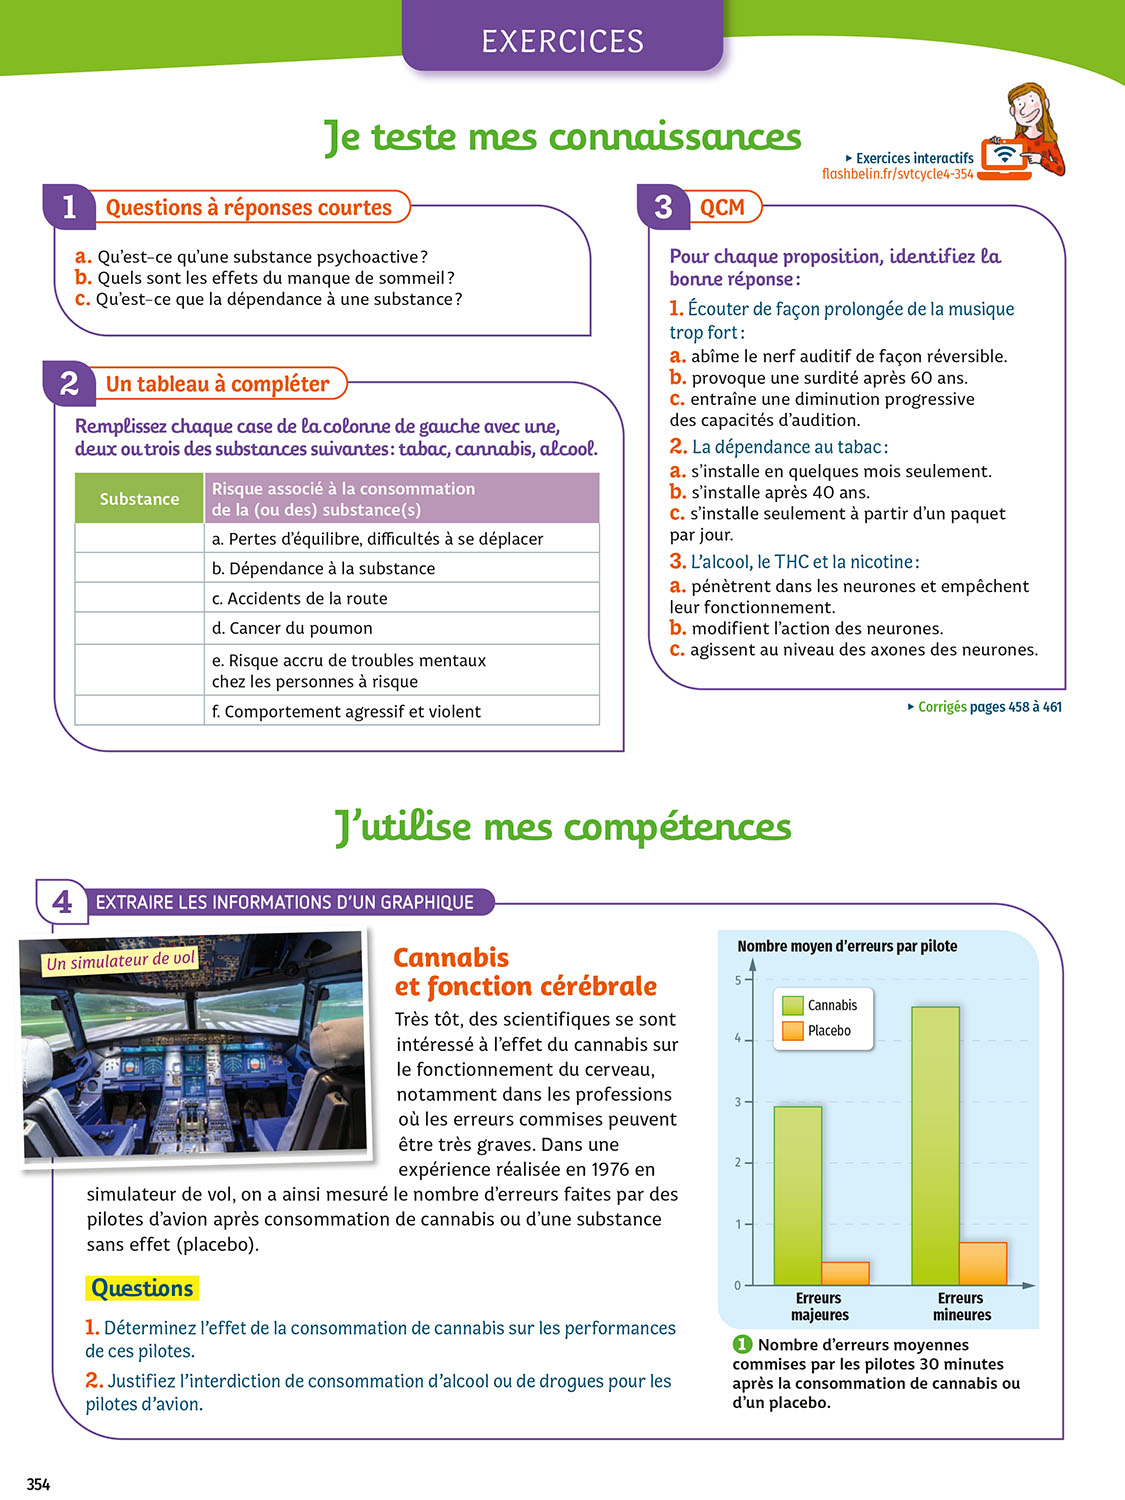 EXERCICES
Je teste mes connaissances
▸ Exercices interactifs
flashbelin.fr/svtcycle4-354
1 Questions à réponses courtes
a. Qu'est-ce qu'une substance psychoactive ?
b. Quels sont les effets du manque de sommeil ?
c. Qu'est-ce que la dépendance à une substance ?
2 Un tableau à compléter
Remplissez chaque case de la colonne de gauche avec une,
deux ou trois des substances suivantes : tabac, cannabis, alcool.
Substance
Risque associé à la consommation
de la (ou des) substance(s)
a. Pertes d'équilibre, difficultés à se déplacer
b. Dépendance à la substance
c. Accidents de la route
d. Cancer du poumon
e. Risque accru de troubles mentaux
chez les personnes à risque
f. Comportement agressif et violent
3 QCM
Pour chaque proposition, identifiez la
bonne réponse :
1. Écouter de façon prolongée de la musique
trop fort :
a. abîme le nerf auditif de façon réversible.
b. provoque une surdité après 60 ans.
c. entraîne une diminution progressive
des capacités d'audition.
2. La dépendance au tabac :
a. s'installe en quelques mois seulement.
b. s'installe après 40 ans.
c. s'installe seulement à partir d'un paquet
par jour.
3. L'alcool, le THC et la nicotine :
a. pénètrent dans les neurones et empêchent
leur fonctionnement.
b. modifient l'action des neurones.
c. agissent au niveau des axones des neurones.
▸ Corrigés pages 458 à 461
J'utilise mes compétences
4 EXTRAIRE LES INFORMATIONS D'UN GRAPHIQUE
Un simulateur de vol
Cannabis
et fonction cérébrale
Très tôt, des scientifiques se sont
intéressé à l'effet du cannabis sur
le fonctionnement du cerveau,
notamment dans les professions
où les erreurs commises peuvent
être très graves. Dans une
expérience réalisée en 1976 en
simulateur de vol, on a ainsi mesuré le nombre d'erreurs faites par des
pilotes d'avion après consommation de cannabis ou d'une substance
sans effet (placebo).
Questions
1. Déterminez l'effet de la consommation de cannabis sur les performances
de ces pilotes.
2. Justifiez l'interdiction de consommation d'alcool ou de drogues pour les
pilotes d'avion.
Nombre moyen d'erreurs par pilote
5
4
3
2
1
0
Cannabis
Placebo
Erreurs
majeures
Erreurs
mineures
1 Nombre d'erreurs moyennes
commises par les pilotes 30 minutes
après la consommation de cannabis ou
d'un placebo.
354